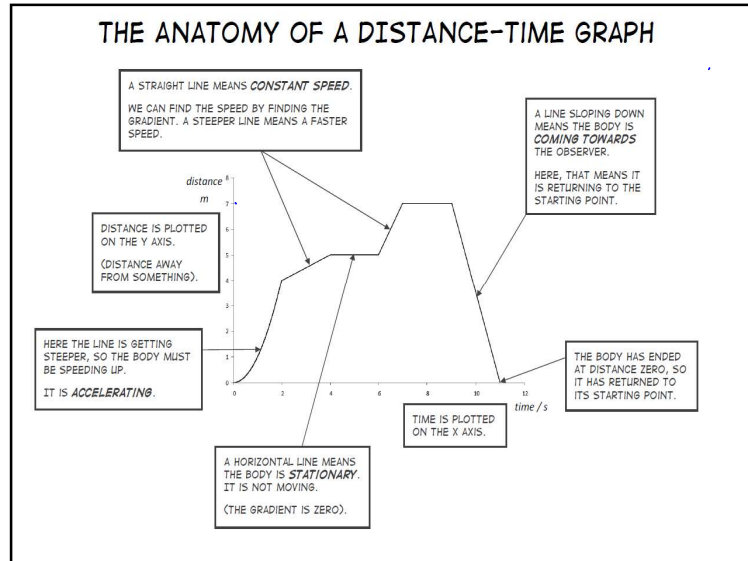 THE ANATOMY OF A DISTANCE-TIME GRAPH
A STRAIGHT LINE MEANS CONSTANT SPEED.
WE CAN FIND THE SPEED BY FINDING THE
GRADIENT. A STEEPER LINE MEANS A FASTER
SPEED.
A LINE SLOPING DOWN
MEANS THE BODY IS
COMING TOWARDS
THE OBSERVER.
HERE, THAT MEANS IT
IS RETURNING TO THE
STARTING POINT.
distance
m
8
7
6
5
4
3
2
1
0
DISTANCE IS PLOTTED
ON THE Y AXIS.
(DISTANCE AWAY
FROM SOMETHING).
HERE THE LINE IS GETTING
STEEPER, SO THE BODY MUST
BE SPEEDING UP.
IT IS ACCELERATING.
THE BODY HAS ENDED
AT DISTANCE ZERO, SO
IT HAS RETURNED TO
ITS STARTING POINT.
0 2 4 6 8 10 12
time / s
TIME IS PLOTTED
ON THE X AXIS.
A HORIZONTAL LINE MEANS
THE BODY IS STATIONARY.
IT IS NOT MOVING.
(THE GRADIENT IS ZERO).